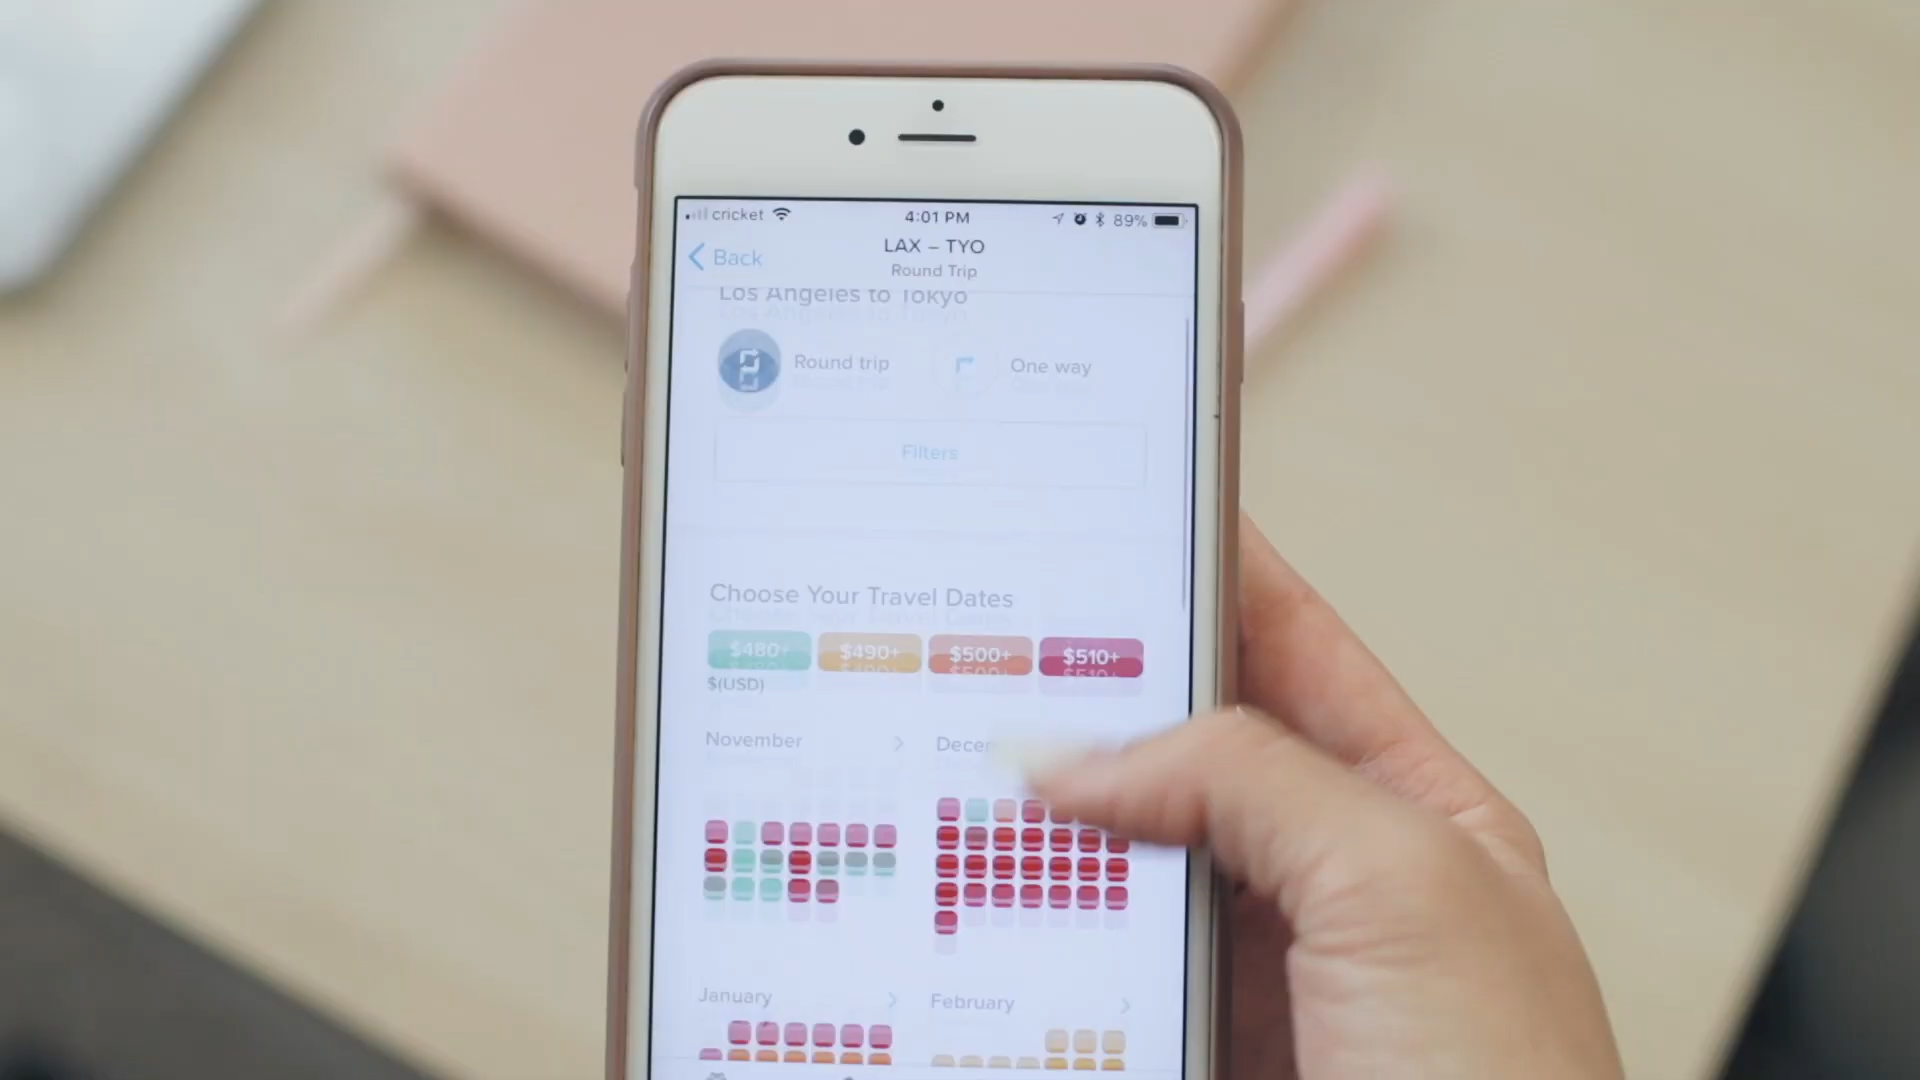 cricket 4:01 PM 89%
Back
LAX – TYO
Round Trip
Los Angeles to Tokyo
Round trip One way
Filters
Choose Your Travel Dates
$480+ $490+ $500+ $510+
$(USD)
November
January February